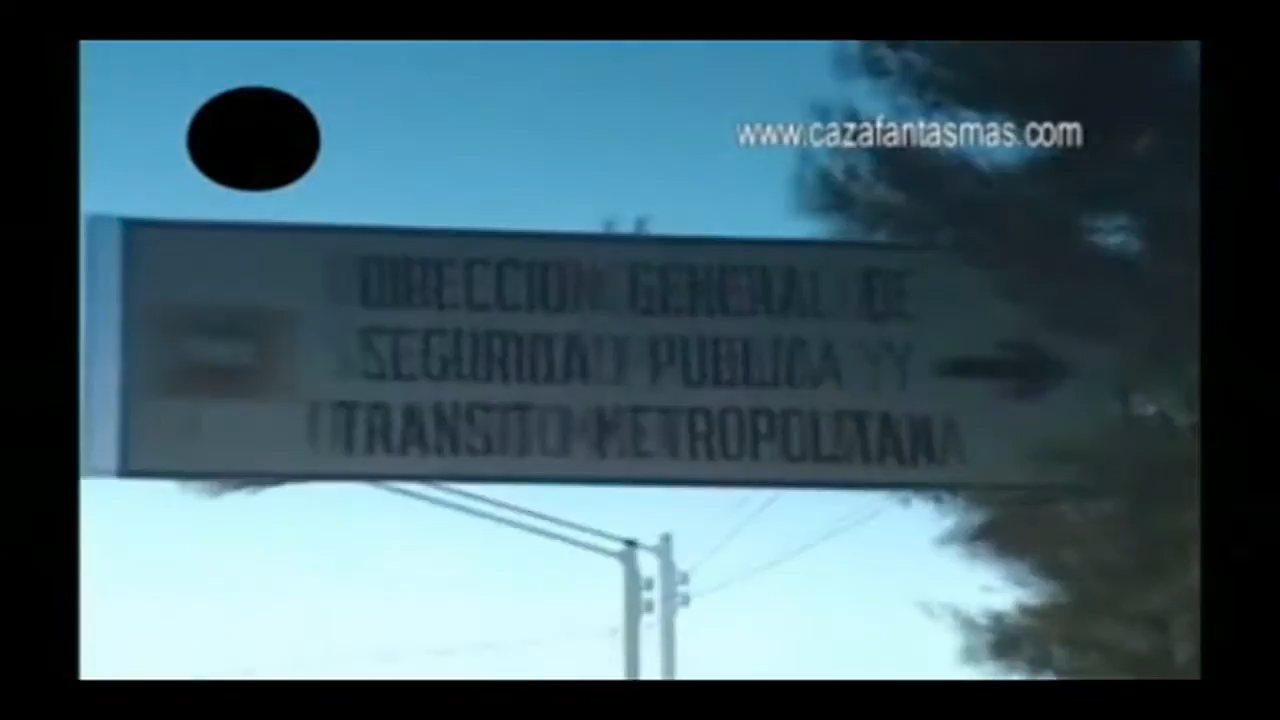 www.cazafantasmas.com
DIRECCION GENERAL DE
SEGURIDAD PUBLICA Y
TRANSITO METROPOLITANA